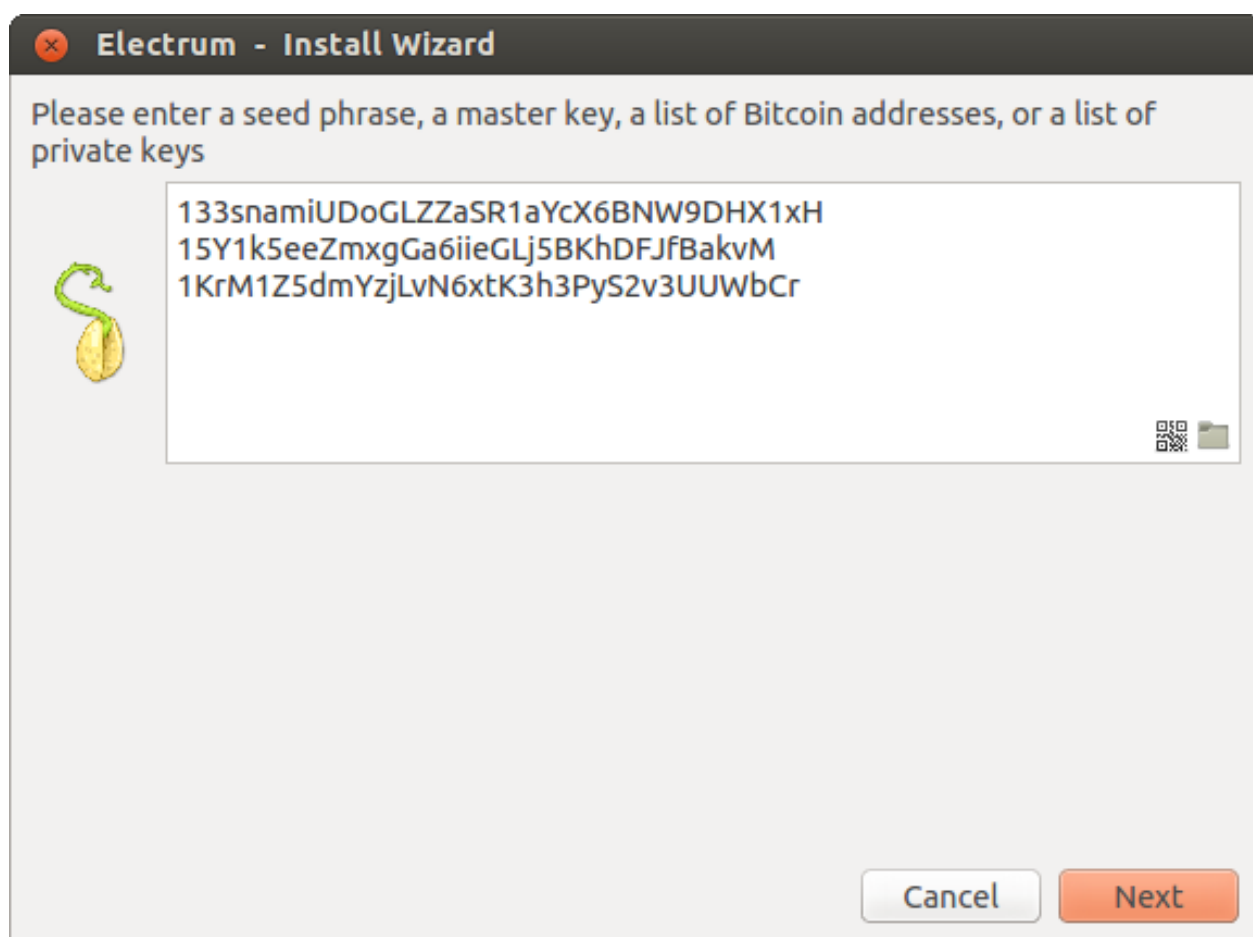 Electrum - Install Wizard
Please enter a seed phrase, a master key, a list of Bitcoin addresses, or a list of
private keys
133snamiUDoGLZZaSR1aYcX6BNW9DHX1xH
15Y1k5eeZmxgGa6iieGLj5BKhDFJfBakvM
1KrM1Z5dmYzjLvN6xtK3h3PyS2v3UUWbCr
Cancel
Next